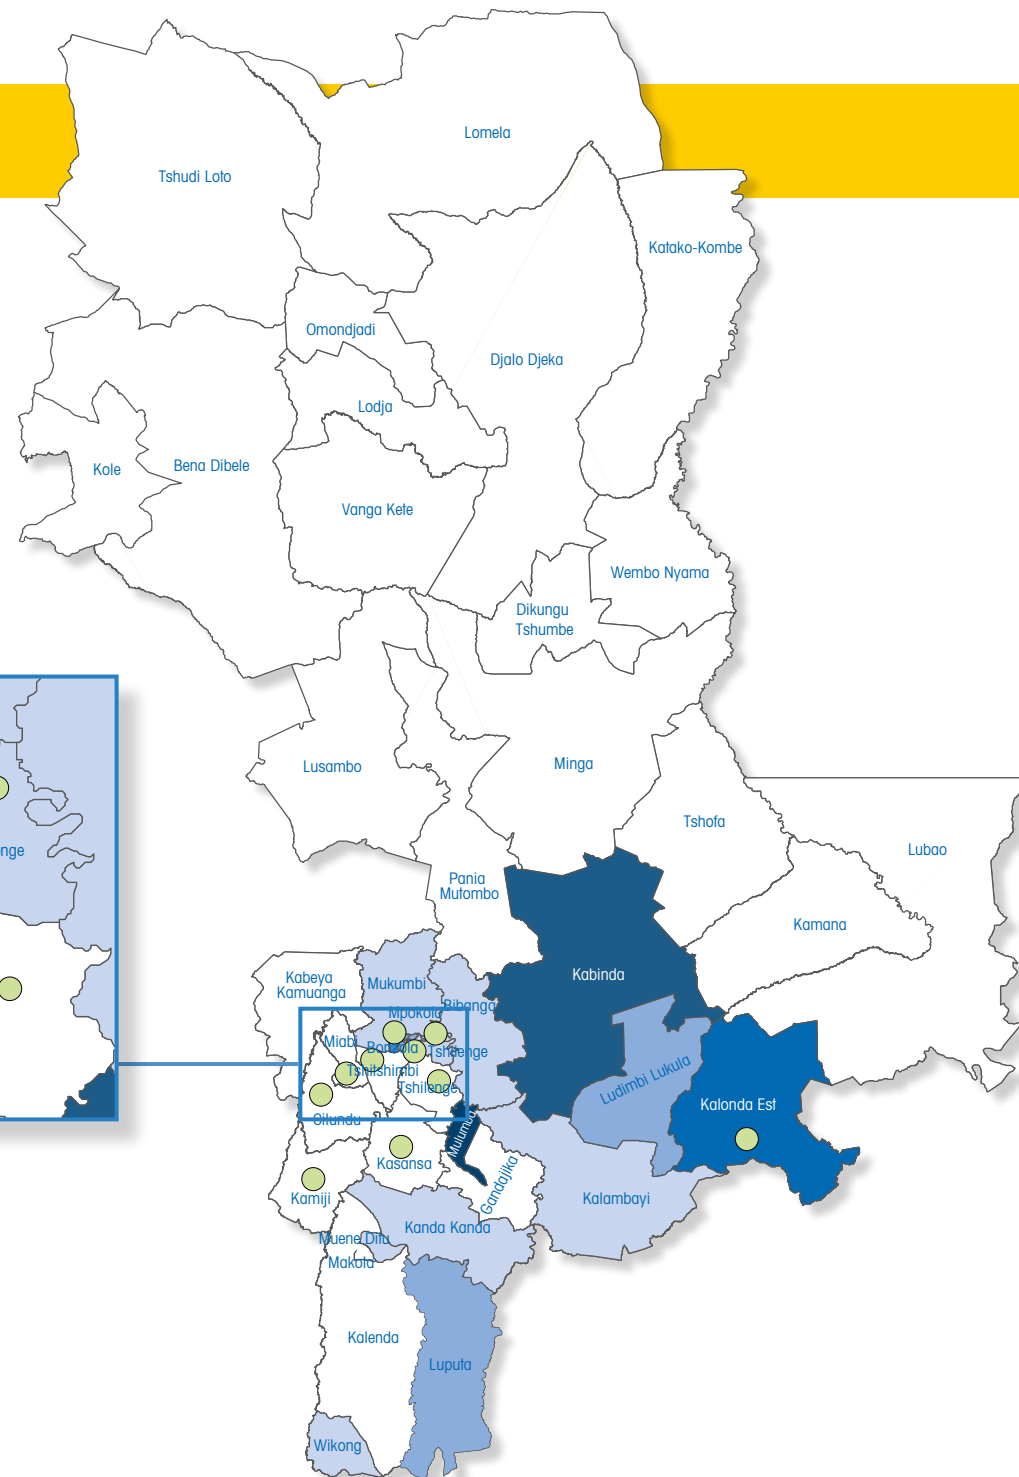 Lomela
Tshudi Loto
Katako-Kombe
Omondjadi
Djalo Djeka
Lodja
Kole
Bena Dibele
Vanga Kete
Wembo Nyama
Dikungu
Tshumbe
Lusambo
Minga
Tshofa
Lubao
nge
Pania
Mutombo
Kamana
Kabinda
Kabeya
Kamuanga
Mukumbi
Bibanga
Mpokolo
Miabi
Bonzola
Tshilenge
Tshitshimbi
Tshilenge
Ludimbi Lukula
Kalonda Est
Cilundu
Mulumba
Kasansa
Gandajika
Kamiji
Kalambayi
Kanda Kanda
Muene Ditu
Makota
Kalenda
Luputa
Wikong